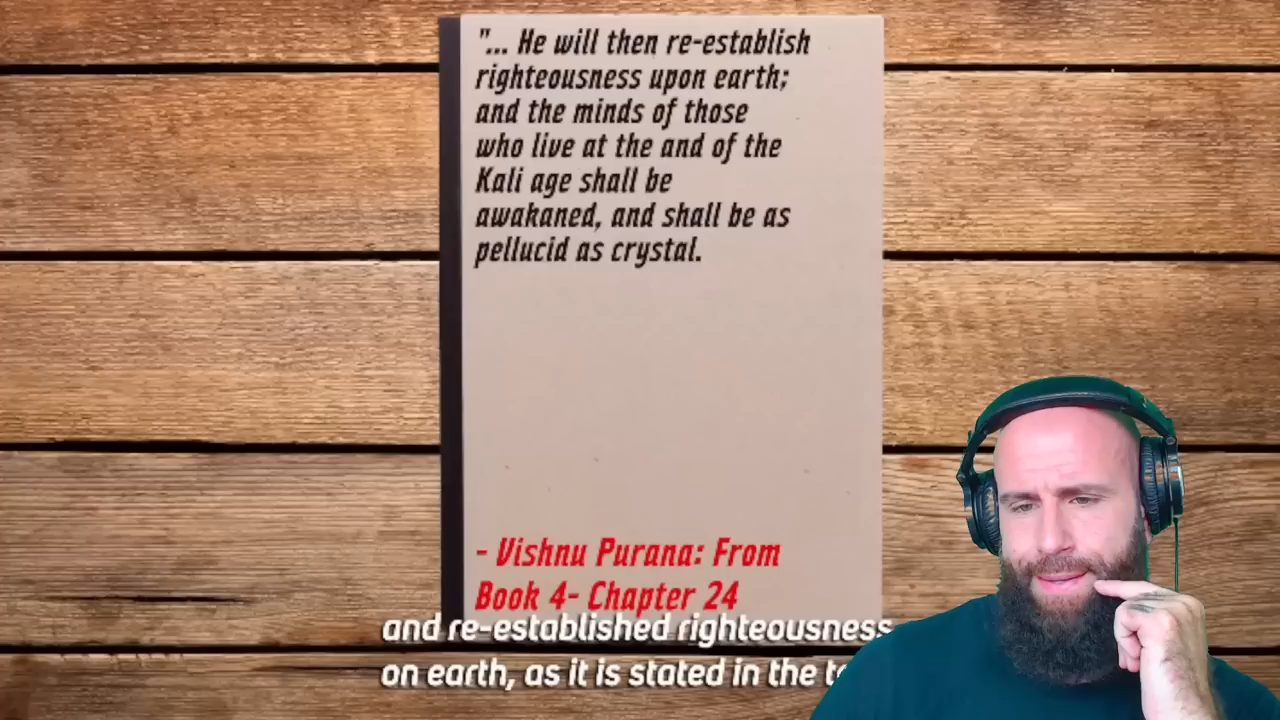 "... He will then re-establish
righteousness upon earth;
and the minds of those
who live at the and of the
Kali age shall be
awakaned, and shall be as
pellucid as crystal.
- Vishnu Purana: From
Book 4- Chapter 24
and re-established righteousness
on earth, as it is stated in the